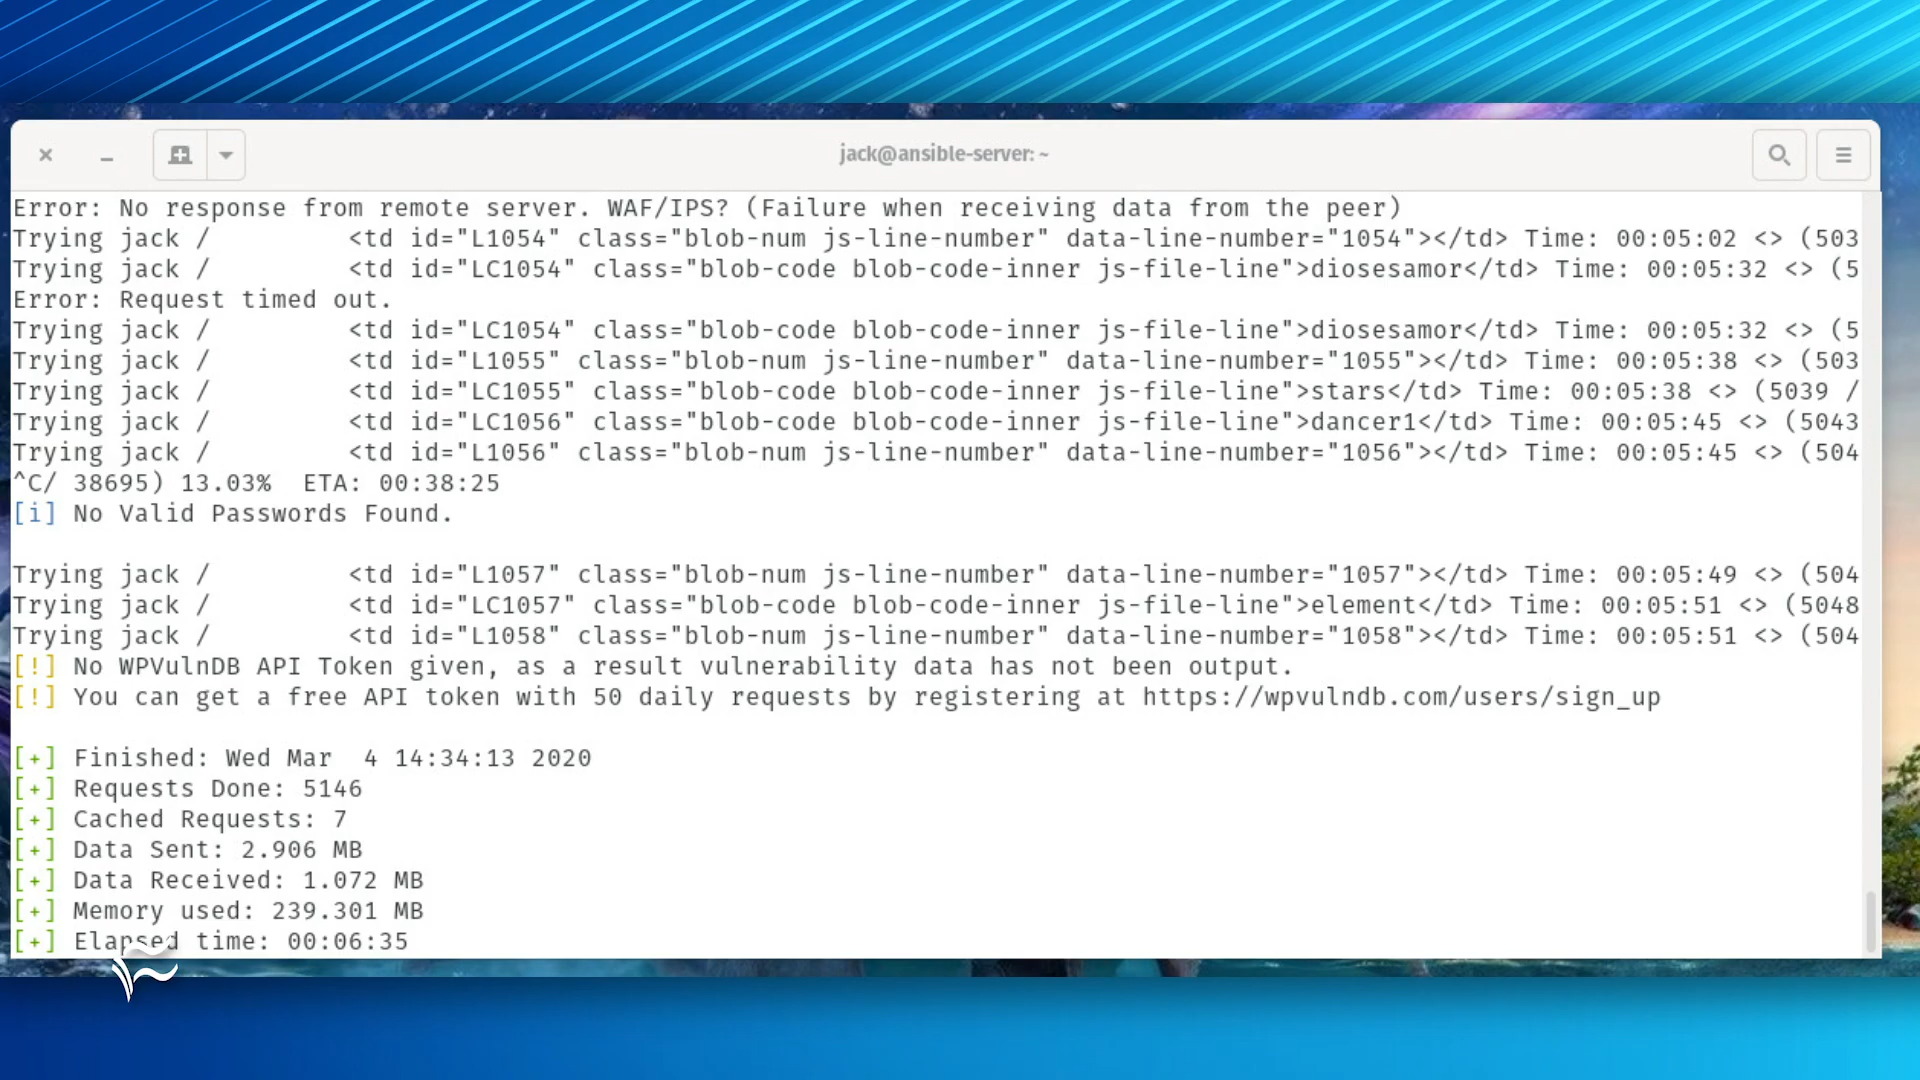 jack@ansible-server: ~
Error: No response from remote server. WAF/IPS? (Failure when receiving data from the peer)
Trying jack /         <td id="L1054" class="blob-num js-line-number" data-line-number="1054"></td> Time: 00:05:02 <> (503
Trying jack /         <td id="LC1054" class="blob-code blob-code-inner js-file-line">diosesamor</td> Time: 00:05:32 <> (5
Error: Request timed out.
Trying jack /         <td id="LC1054" class="blob-code blob-code-inner js-file-line">diosesamor</td> Time: 00:05:32 <> (5
Trying jack /         <td id="L1055" class="blob-num js-line-number" data-line-number="1055"></td> Time: 00:05:38 <> (503
Trying jack /         <td id="LC1055" class="blob-code blob-code-inner js-file-line">stars</td> Time: 00:05:38 <> (5039 /
Trying jack /         <td id="LC1056" class="blob-code blob-code-inner js-file-line">dancer1</td> Time: 00:05:45 <> (5043
Trying jack /         <td id="L1056" class="blob-num js-line-number" data-line-number="1056"></td> Time: 00:05:45 <> (504
^C/ 38695) 13.03%  ETA: 00:38:25
[i] No Valid Passwords Found.
Trying jack /         <td id="L1057" class="blob-num js-line-number" data-line-number="1057"></td> Time: 00:05:49 <> (504
Trying jack /         <td id="LC1057" class="blob-code blob-code-inner js-file-line">element</td> Time: 00:05:51 <> (5048
Trying jack /         <td id="L1058" class="blob-num js-line-number" data-line-number="1058"></td> Time: 00:05:51 <> (504
[!] No WPVulnDB API Token given, as a result vulnerability data has not been output.
[!] You can get a free API token with 50 daily requests by registering at https://wpvulndb.com/users/sign_up
[+] Finished: Wed Mar  4 14:34:13 2020
[+] Requests Done: 5146
[+] Cached Requests: 7
[+] Data Sent: 2.906 MB
[+] Data Received: 1.072 MB
[+] Memory used: 239.301 MB
[+] Elapsed time: 00:06:35